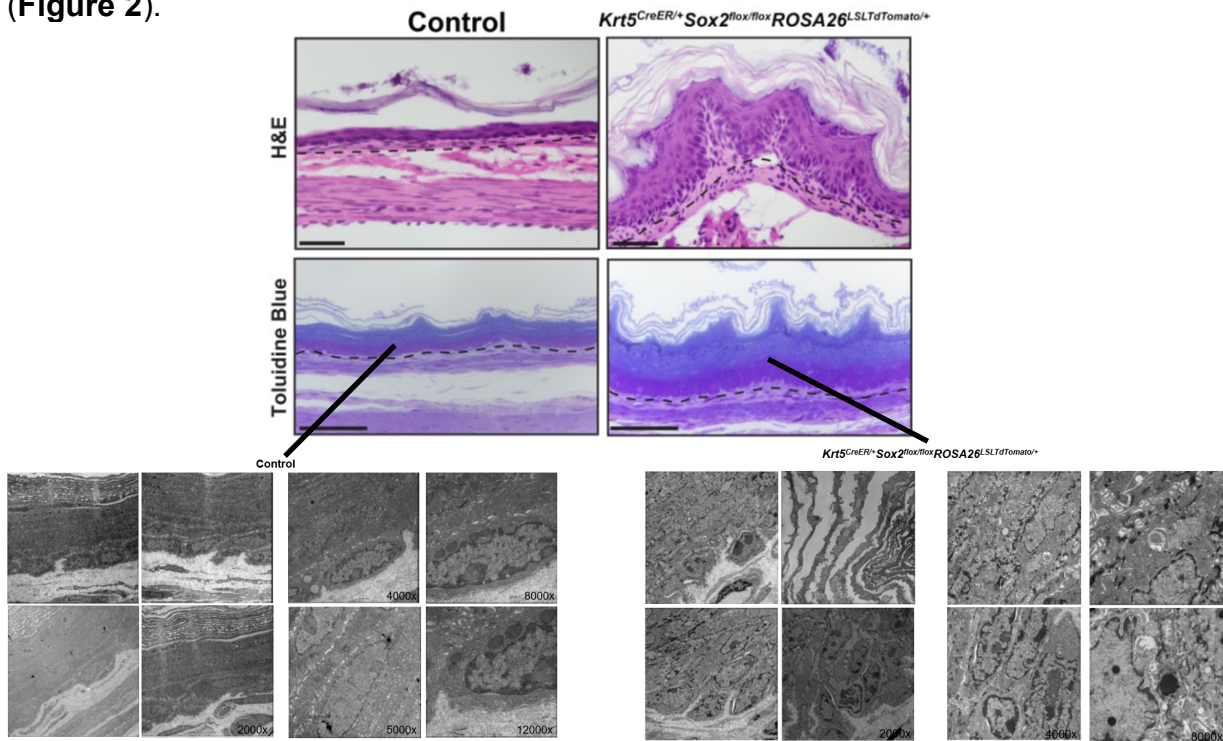 (Figure 2).
Control
Krt5CreER/+Sox2flox/floxROSA26LSLTdTomato/+
H&E
Toluidine Blue
Control
Krt5CreER/+Sox2flox/floxROSA26LSLTdTomato/+
4000x
8000x
2000x
5000x
12000x
2000x
4000x
8000x